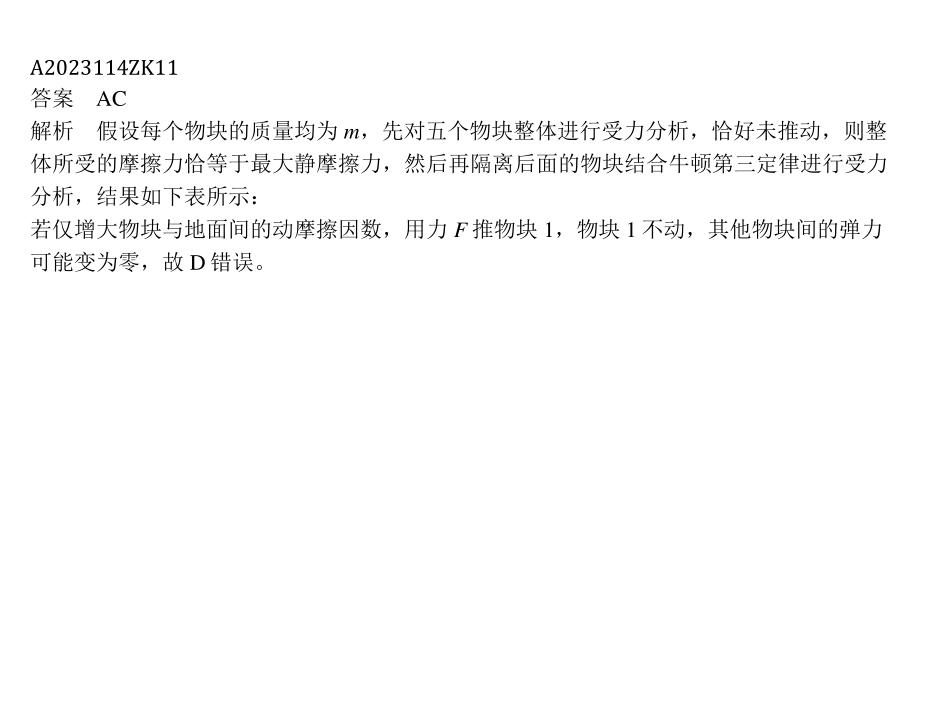 A2023114ZK11
答案　AC
解析　假设每个物块的质量均为 m，先对五个物块整体进行受力分析，恰好未推动，则整
体所受的摩擦力恰等于最大静摩擦力，然后再隔离后面的物块结合牛顿第三定律进行受力
分析，结果如下表所示：
若仅增大物块与地面间的动摩擦因数，用力 F 推物块 1，物块 1 不动，其他物块间的弹力
可能变为零，故 D 错误。